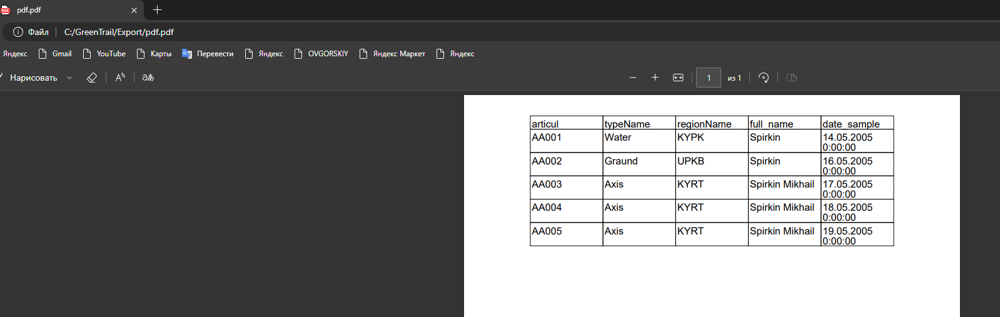 pdf.pdf
Файл C:/GreenTrail/Export/pdf.pdf
Яндекс Gmail YouTube Карты Перевести Яндекс OVGORSKIY Яндекс Маркет Яндекс
Нарисовать 1 из 1
articul typeName regionName full_name date_sample
AA001 Water KYPK Spirkin 14.05.2005
0:00:00
AA002 Graund UPKB Spirkin 16.05.2005
0:00:00
AA003 Axis KYRT Spirkin Mikhail 17.05.2005
0:00:00
AA004 Axis KYRT Spirkin Mikhail 18.05.2005
0:00:00
AA005 Axis KYRT Spirkin Mikhail 19.05.2005
0:00:00